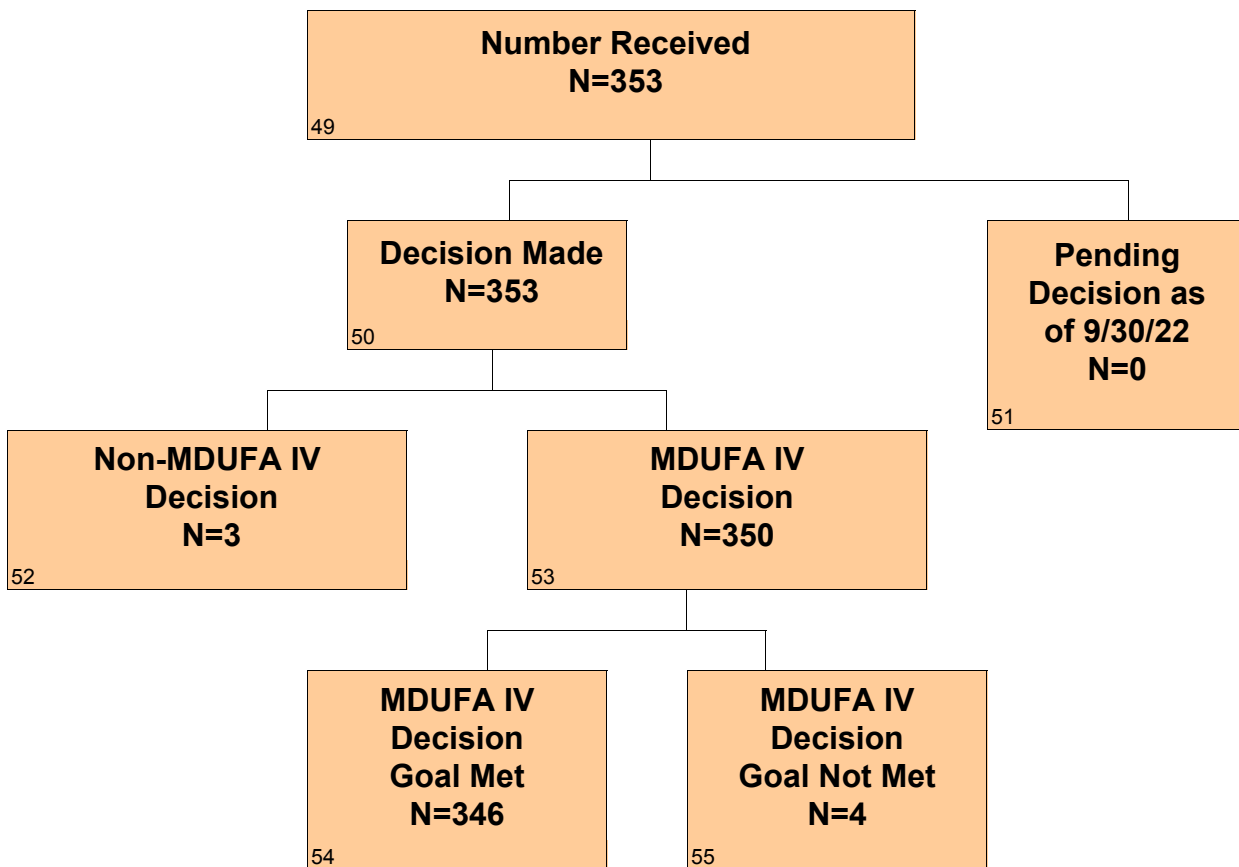 Number Received
N=353
49
Decision Made
N=353
50
Pending
Decision as
of 9/30/22
N=0
51
Non-MDUFA IV
Decision
N=3
52
MDUFA IV
Decision
N=350
53
MDUFA IV
Decision
Goal Met
N=346
54
MDUFA IV
Decision
Goal Not Met
N=4
55